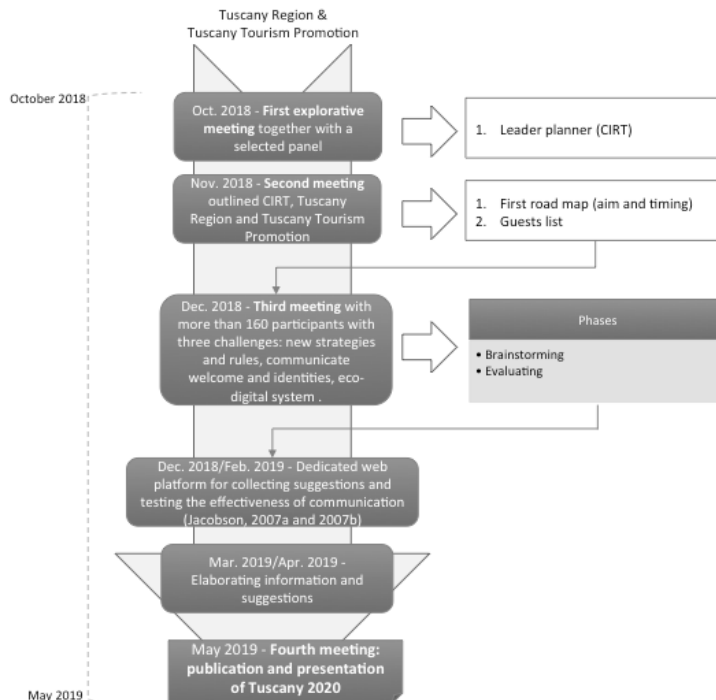 Tuscany Region &
Tuscany Tourism Promotion
October 2018
Oct. 2018 - First explorative
meeting together with a
selected panel
1. Leader planner (CIRT)
Nov. 2018 - Second meeting
outlined CIRT, Tuscany
Region and Tuscany Tourism
Promotion
1. First road map (aim and timing)
2. Guests list
Dec. 2018 - Third meeting with
more than 160 participants with
three challenges: new strategies
and rules, communicate
welcome and identities, eco-
digital system .
Phases
• Brainstorming
• Evaluating
Dec. 2018/Feb. 2019 - Dedicated web
platform for collecting suggestions and
testing the effectiveness of communication
(Jacobson, 2007a and 2007b)
Mar. 2019/Apr. 2019 -
Elaborating information and
suggestions
May 2019 - Fourth meeting:
publication and presentation
of Tuscany 2020
May 2019